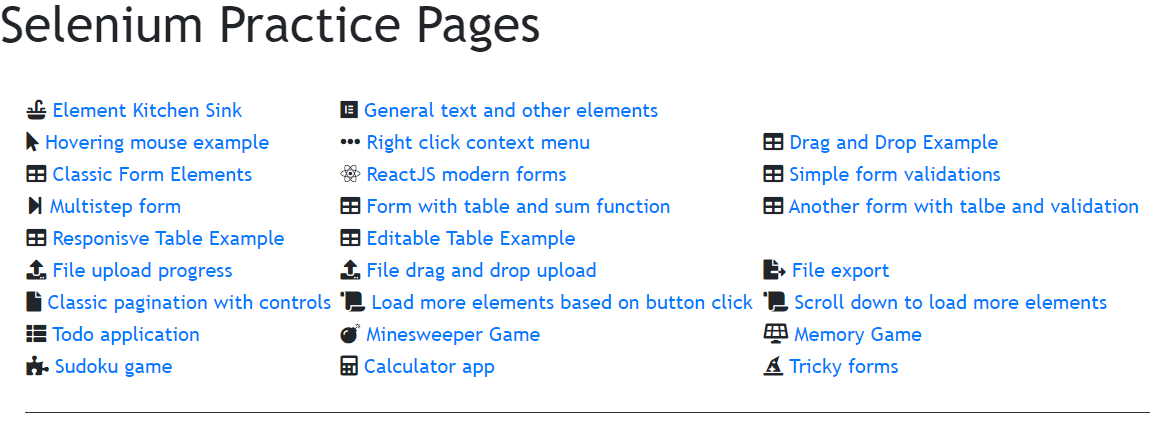 Selenium Practice Pages
Element Kitchen Sink General text and other elements
Hovering mouse example Right click context menu Drag and Drop Example
Classic Form Elements ReactJS modern forms Simple form validations
Multistep form Form with table and sum function Another form with talbe and validation
Responisve Table Example Editable Table Example
File upload progress File drag and drop upload File export
Classic pagination with controls Load more elements based on button click Scroll down to load more elements
Todo application Minesweeper Game Memory Game
Sudoku game Calculator app Tricky forms